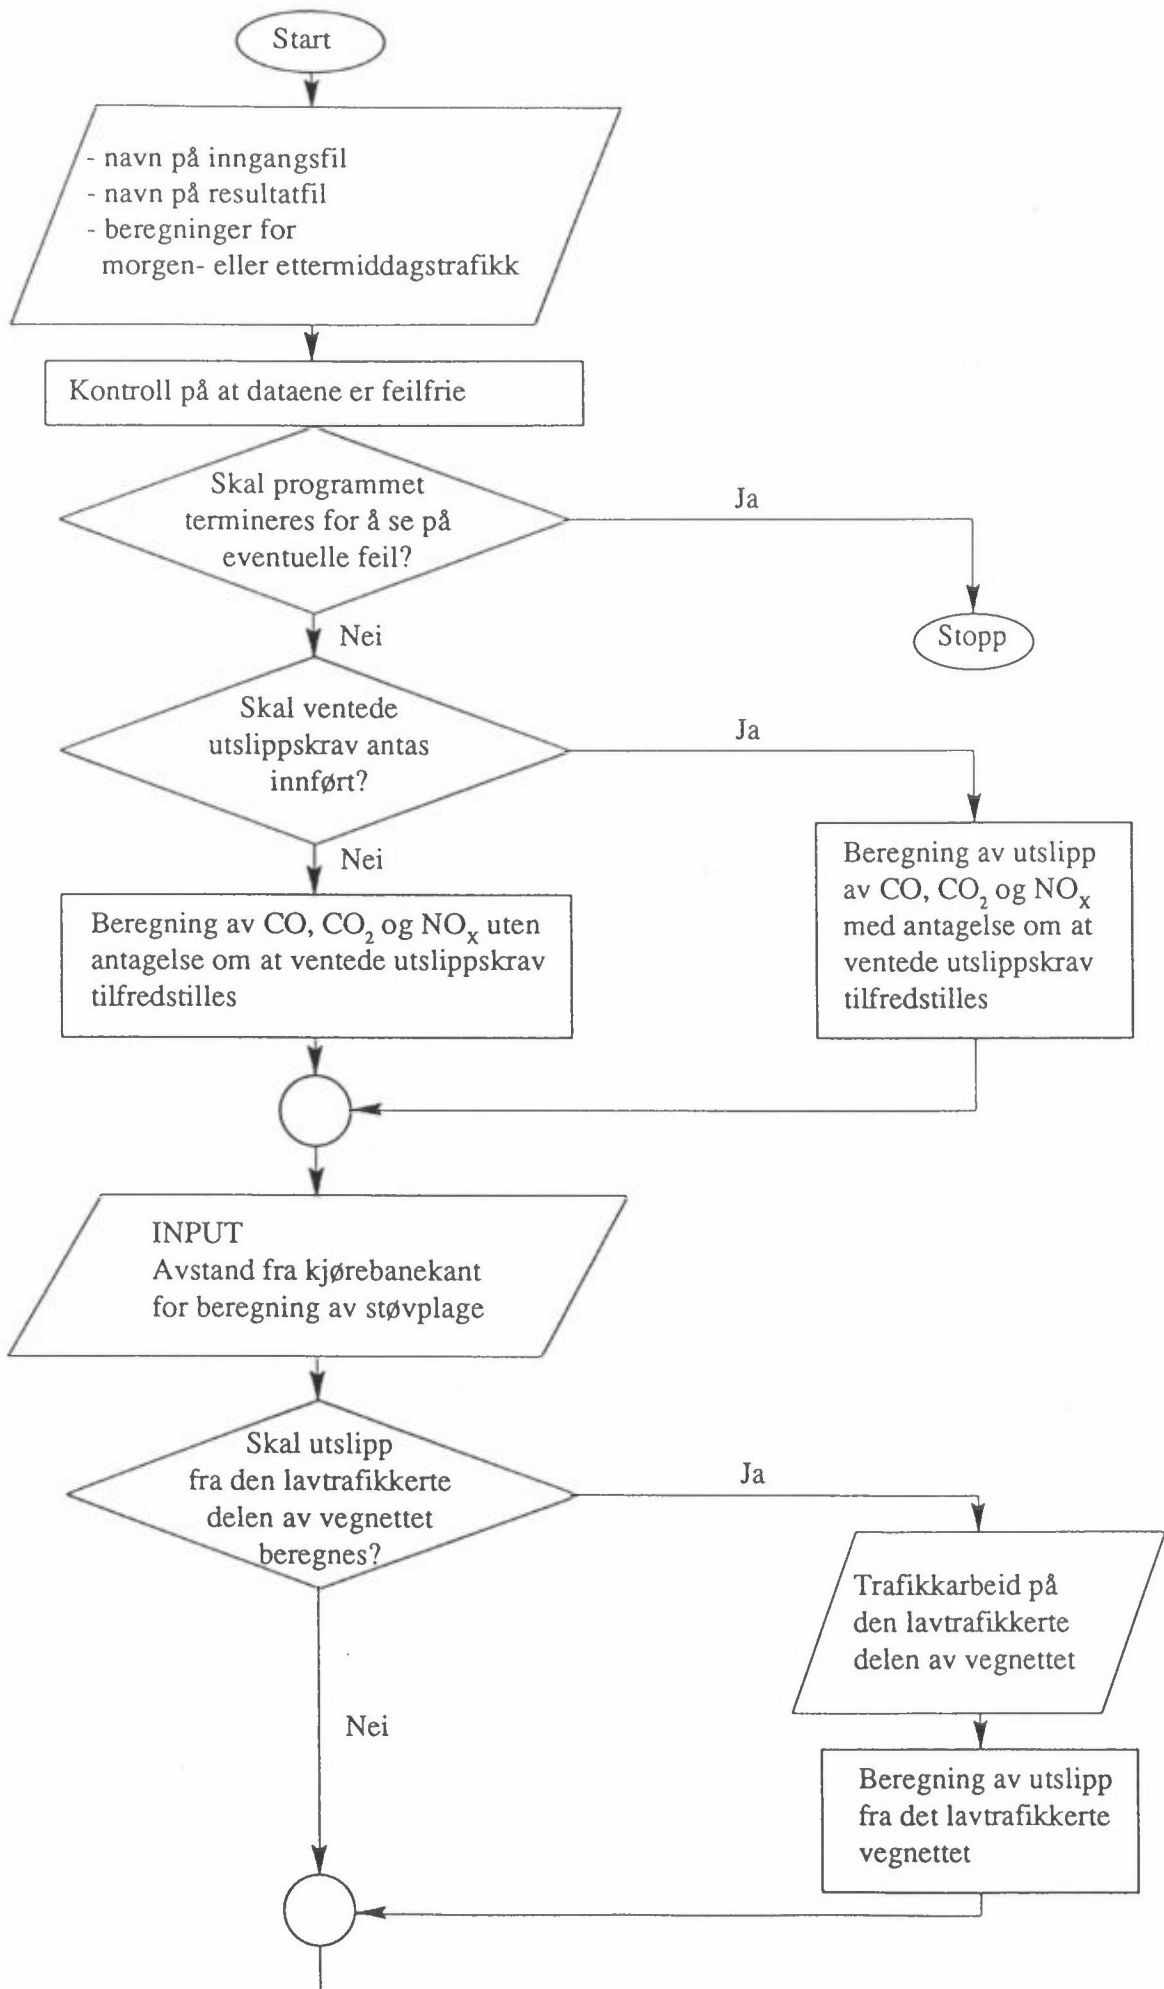 Start
- navn på inngangsfil
- navn på resultatfil
- beregninger for
morgen- eller ettermiddagstrafikk
Kontroll på at dataene er feilfrie
Skal programmet
termineres for å se på
eventuelle feil?
Ja
Stopp
Nei
Skal ventede
utslippskrav antas
innført?
Ja
Nei
Beregning av CO, CO₂ og NOₓ uten
antagelse om at ventede utslippskrav
tilfredstilles
Beregning av utslipp
av CO, CO₂ og NOₓ
med antagelse om at
ventede utslippskrav
tilfredstilles
INPUT
Avstand fra kjørebanekant
for beregning av støvplage
Skal utslipp
fra den lavtrafikkerte
delen av vegnettet
beregnes?
Ja
Trafikkarbeid på
den lavtrafikkerte
delen av vegnettet
Nei
Beregning av utslipp
fra det lavtrafikkerte
vegnettet